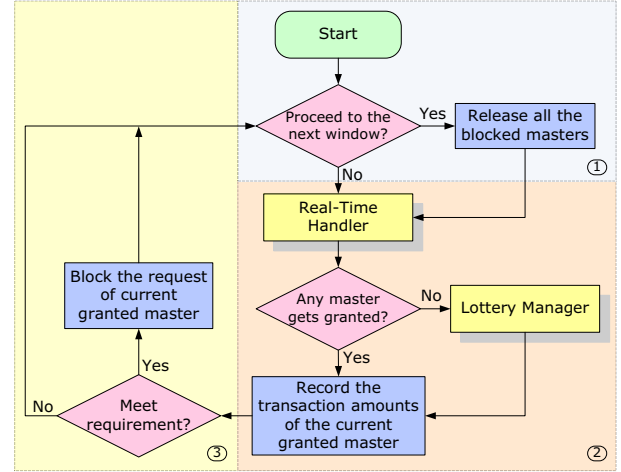 Start
Proceed to the
next window?
Yes
Release all the
blocked masters
①
No
Real-Time
Handler
Any master
gets granted?
No
Lottery Manager
Yes
Record the
transaction amounts
of the current
granted master
②
Block the request
of current
granted master
Yes
Meet
requirement?
No
③